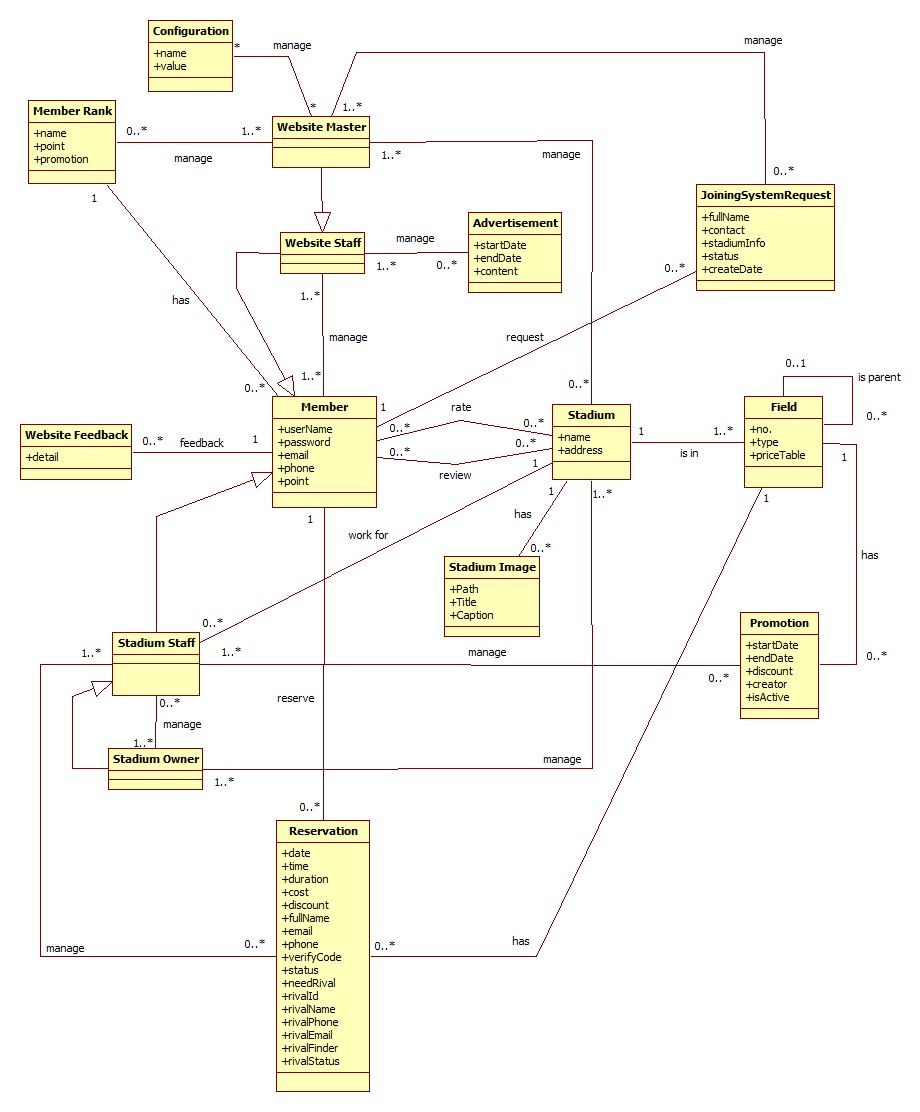 Configuration
+name
+value
*
manage
*
manage
1..*
Member Rank
+name
+point
+promotion
0..*
1..*
manage
Website Master
1..*
manage
0..*
1
JoiningSystemRequest
+fullName
+contact
+stadiumInfo
+status
+createDate
Website Staff
manage
1..*
0..*
Advertisement
+startDate
+endDate
+content
0..*
1..*
has
manage
request
0..*
1..*
0..*
1
Member
+userName
+password
+email
+phone
+point
rate
0..*
0..*
0..*
0..*
review
Stadium
+name
+address
1
1..*
is in
0..1
is parent
0..*
Field
+no.
+type
+priceTable
1
1
Website Feedback
+detail
0..*
feedback
1
1
1
1..*
has
0..*
1
work for
Stadium Image
+Path
+Title
+Caption
has
Promotion
+startDate
+endDate
+discount
+creator
+isActive
0..*
0..*
0..*
1..*
Stadium Staff
1..*
manage
0..*
manage
1..*
reserve
Stadium Owner
1..*
manage
0..*
Reservation
+date
+time
+duration
+cost
+discount
+fullName
+email
+phone
+verifyCode
+status
+needRival
+rivalId
+rivalName
+rivalPhone
+rivalEmail
+rivalFinder
+rivalStatus
manage
0..*
0..*
has